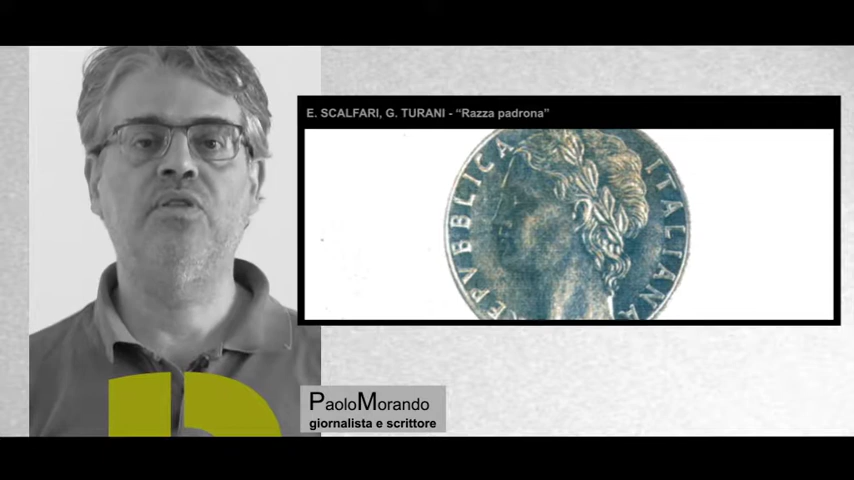 E. SCALFARI, G. TURANI - “Razza padrona”
REPVBBLICA ITALIANA
PaoloMorando
giornalista e scrittore